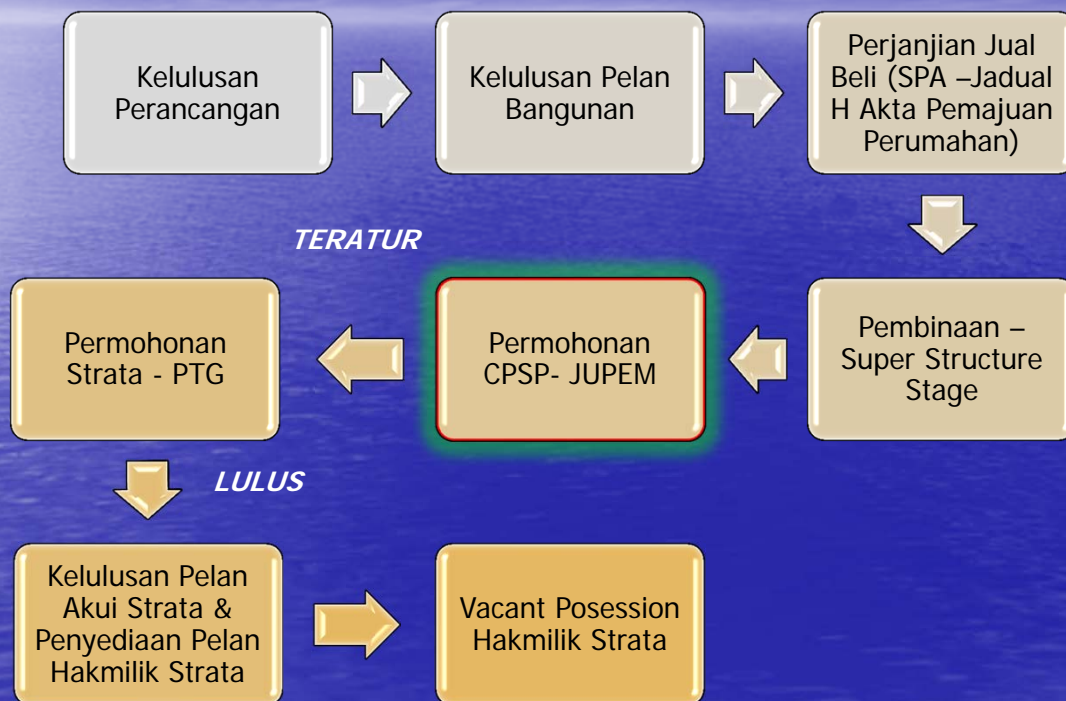 Kelulusan
Perancangan
Kelulusan Pelan
Bangunan
Perjanjian Jual
Beli (SPA –Jadual
H Akta Pemajuan
Perumahan)
Pembinaan –
Super Structure
Stage
Permohonan
CPSP- JUPEM
TERATUR
Permohonan
Strata - PTG
LULUS
Kelulusan Pelan
Akui Strata &
Penyediaan Pelan
Hakmilik Strata
Vacant Posession
Hakmilik Strata